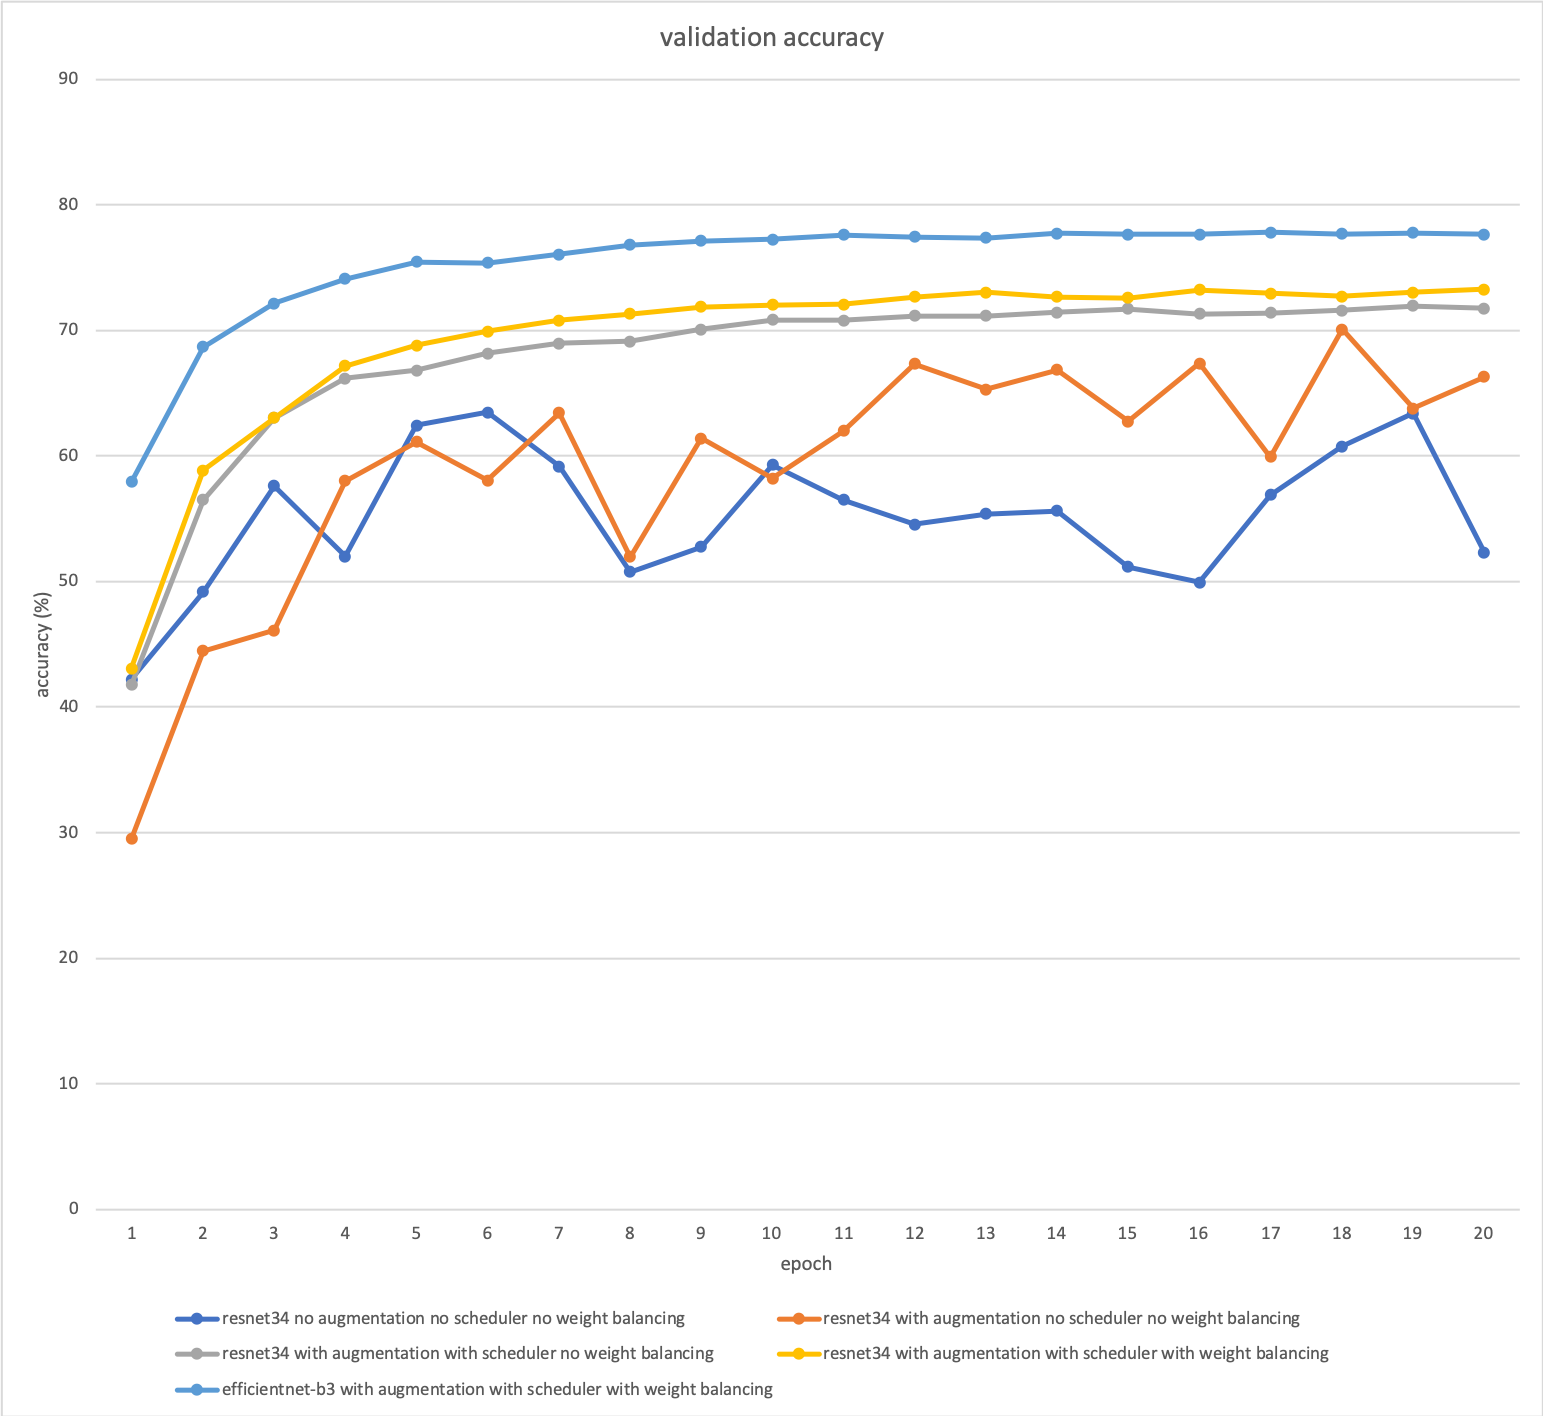 validation accuracy
90
80
70
60
50
40
30
20
10
0
accuracy (%)
1 2 3 4 5 6 7 8 9 10 11 12 13 14 15 16 17 18 19 20
epoch
resnet34 no augmentation no scheduler no weight balancing
resnet34 with augmentation no scheduler no weight balancing
resnet34 with augmentation with scheduler no weight balancing
resnet34 with augmentation with scheduler with weight balancing
efficientnet-b3 with augmentation with scheduler with weight balancing